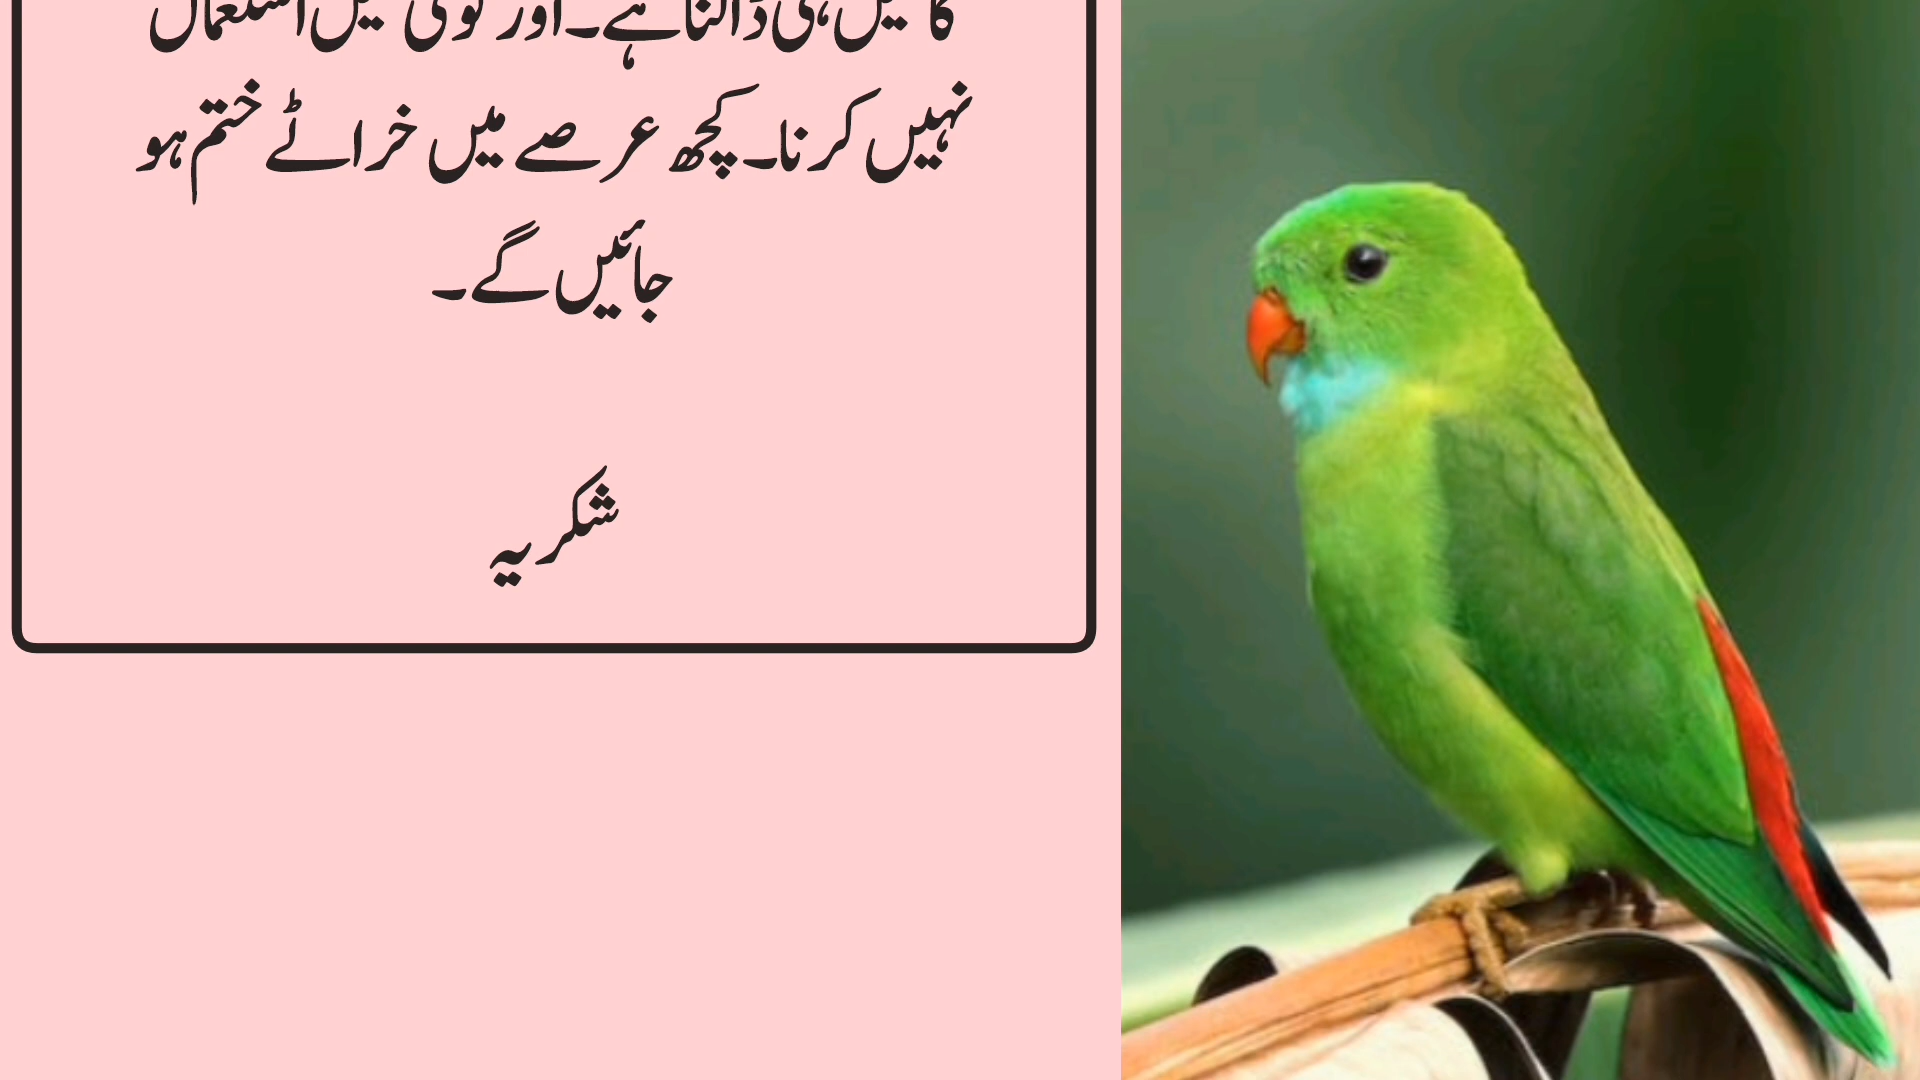 کا تیل ہی ڈالنا ہے۔ اور کوئی تیل استعمال
نہیں کرنا۔ کچھ عرصے میں خراٹے ختم ہو
جائیں گے۔
شکریہ